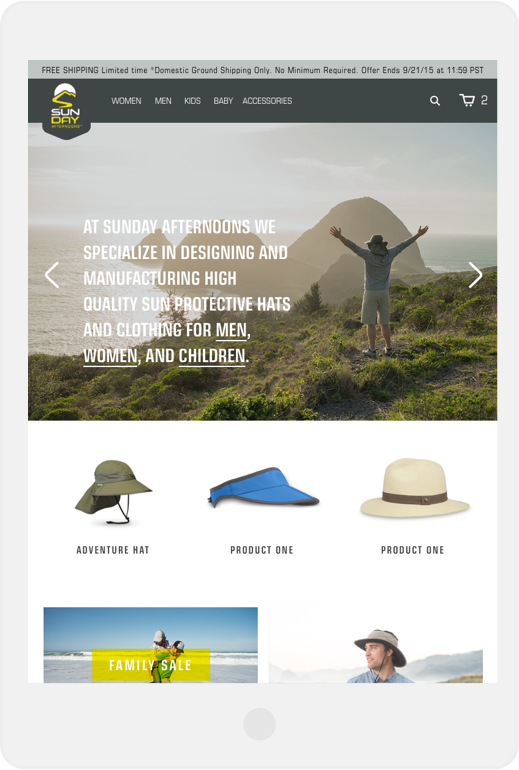 FREE SHIPPING Limited time *Domestic Ground Shipping Only. No Minimum Required. Offer Ends 9/21/15 at 11:59 PST
SUN
DAY
AFTERNOONS
WOMEN MEN KIDS BABY ACCESSORIES
2
AT SUNDAY AFTERNOONS WE
SPECIALIZE IN DESIGNING AND
MANUFACTURING HIGH
QUALITY SUN PROTECTIVE HATS
AND CLOTHING FOR MEN,
WOMEN, AND CHILDREN.
ADVENTURE HAT
PRODUCT ONE
PRODUCT ONE
FAMILY SALE